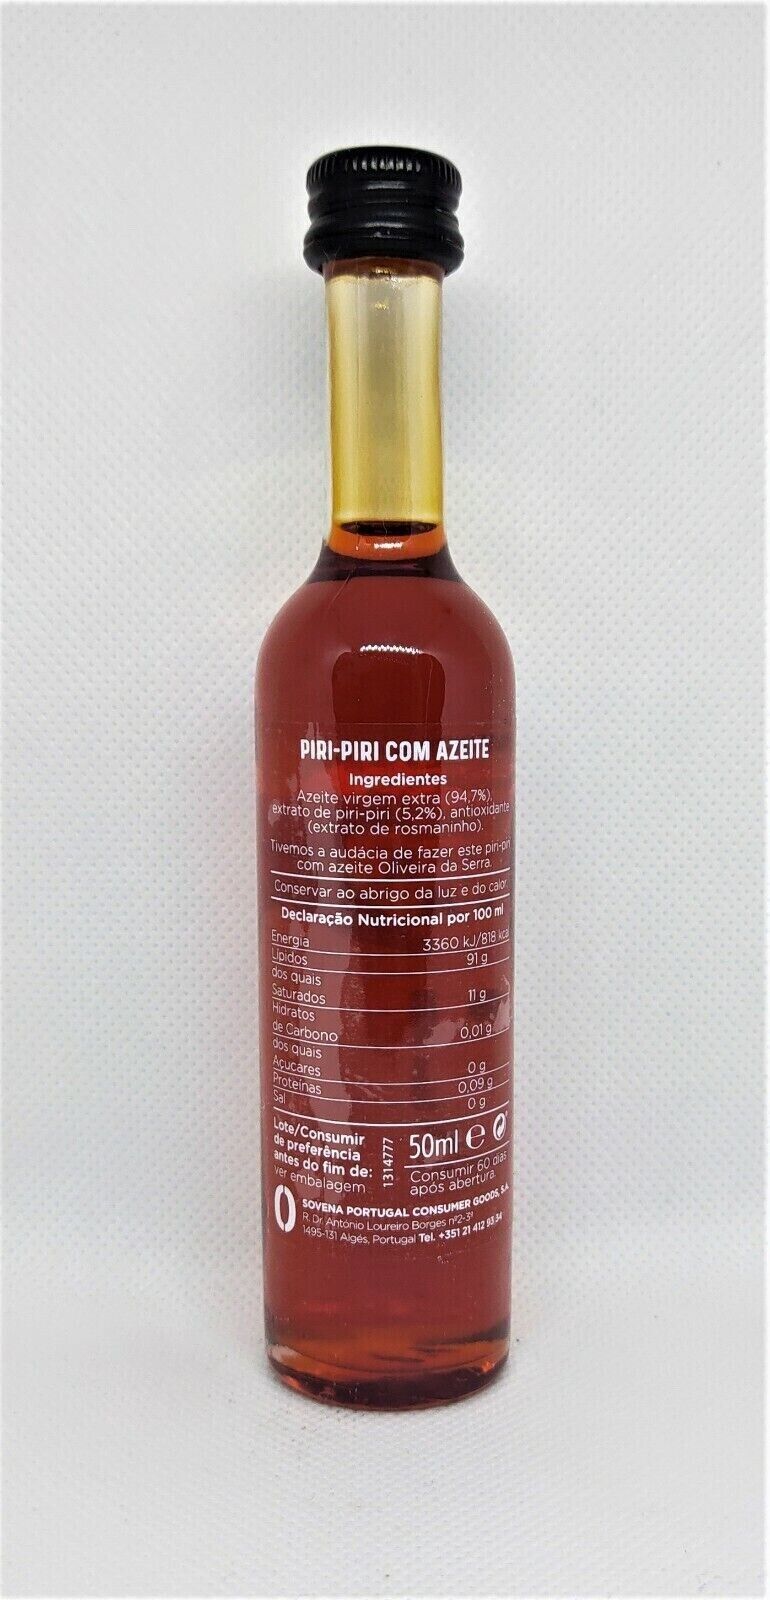 PIRI-PIRI COM AZEITE
Ingredientes
Azeite virgem extra (94,7%),
extrato de piri-piri (5,2%), antioxidante
(extrato de rosmaninho).
Tivemos a audácia de fazer este piri-piri
com azeite Oliveira da Serra.
Conservar ao abrigo da luz e do calor.
Declaração Nutricional por 100 ml
Energia 3360 kJ/818 kcal
Lípidos 91 g
dos quais
Saturados 11 g
Hidratos
de Carbono 0,01 g
dos quais
Açucares 0 g
Proteínas 0,09 g
Sal 0 g
Lote/Consumir
de preferência
antes do fim de:
ver embalagem
1314777
50ml e
Consumir 60 dias
após abertura.
SOVENA PORTUGAL CONSUMER GOODS, S.A.
R. Dr. António Loureiro Borges nº2-3º
1495-131 Algés, Portugal Tel. +351 21 412 93 34